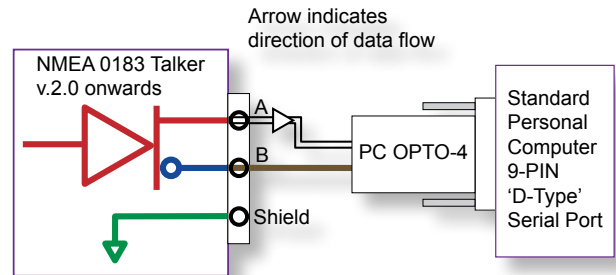 Arrow indicates
direction of data flow
NMEA 0183 Talker
v.2.0 onwards
A
B
Shield
PC OPTO-4
Standard
Personal
Computer
9-PIN
‘D-Type’
Serial Port